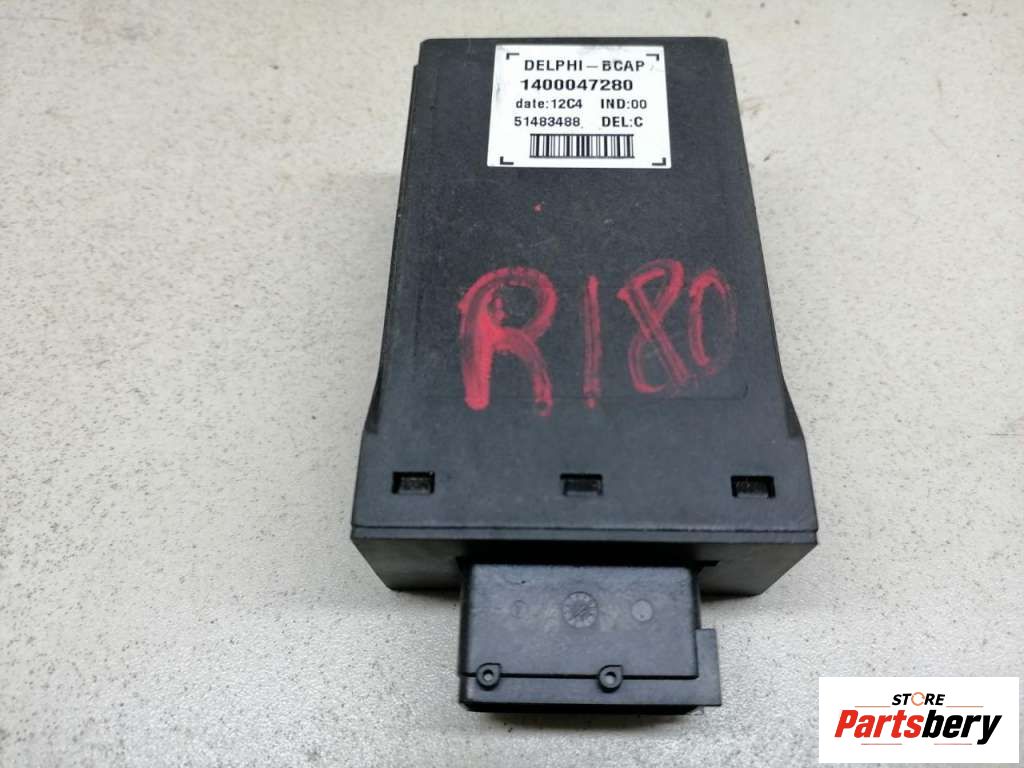 DELPHI-BCAP
1400047280
date:12C4 IND:00
51483488 DEL:C
R180
STORE
Partsbery